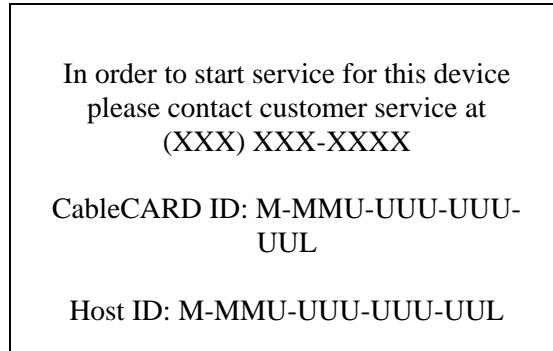 In order to start service for this device
please contact customer service at
(XXX) XXX-XXXX
CableCARD ID: M-MMU-UUU-UUU-
UUL
Host ID: M-MMU-UUU-UUU-UUL